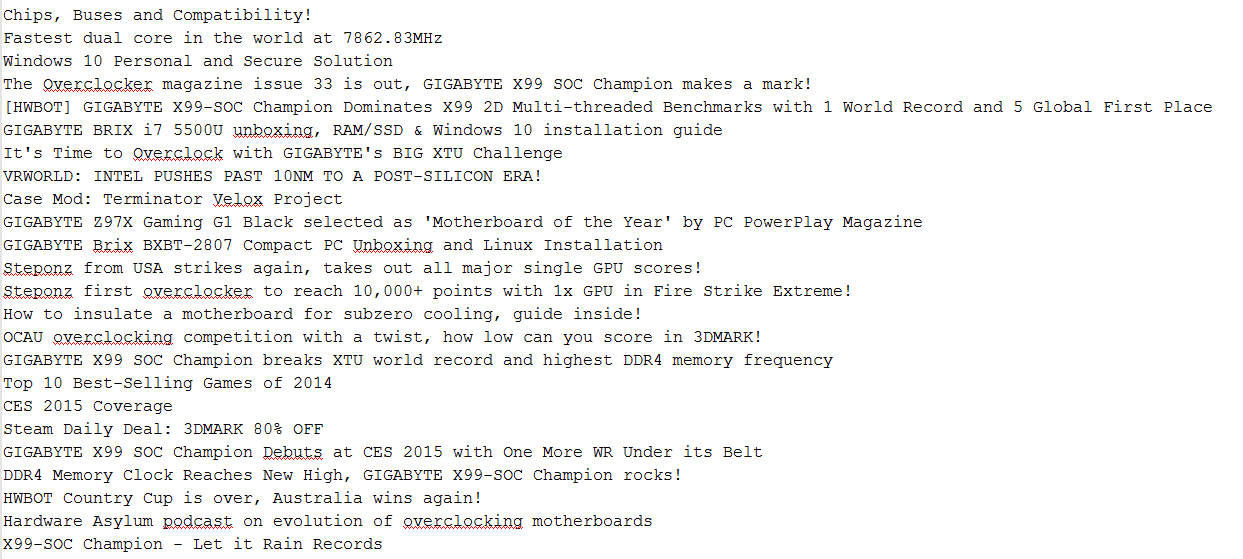 Chips, Buses and Compatibility!
Fastest dual core in the world at 7862.83MHz
Windows 10 Personal and Secure Solution
The Overclocker magazine issue 33 is out, GIGABYTE X99 SOC Champion makes a mark!
[HWBOT] GIGABYTE X99-SOC Champion Dominates X99 2D Multi-threaded Benchmarks with 1 World Record and 5 Global First Place
GIGABYTE BRIX i7 5500U unboxing, RAM/SSD & Windows 10 installation guide
It's Time to Overclock with GIGABYTE's BIG XTU Challenge
VRWORLD: INTEL PUSHES PAST 10NM TO A POST-SILICON ERA!
Case Mod: Terminator Velox Project
GIGABYTE Z97X Gaming G1 Black selected as 'Motherboard of the Year' by PC PowerPlay Magazine
GIGABYTE Brix BXBT-2807 Compact PC Unboxing and Linux Installation
Steponz from USA strikes again, takes out all major single GPU scores!
Steponz first overclocker to reach 10,000+ points with 1x GPU in Fire Strike Extreme!
How to insulate a motherboard for subzero cooling, guide inside!
OCAU overclocking competition with a twist, how low can you score in 3DMARK!
GIGABYTE X99 SOC Champion breaks XTU world record and highest DDR4 memory frequency
Top 10 Best-Selling Games of 2014
CES 2015 Coverage
Steam Daily Deal: 3DMARK 80% OFF
GIGABYTE X99 SOC Champion Debuts at CES 2015 with One More WR Under its Belt
DDR4 Memory Clock Reaches New High, GIGABYTE X99-SOC Champion rocks!
HWBOT Country Cup is over, Australia wins again!
Hardware Asylum podcast on evolution of overclocking motherboards
X99-SOC Champion - Let it Rain Records